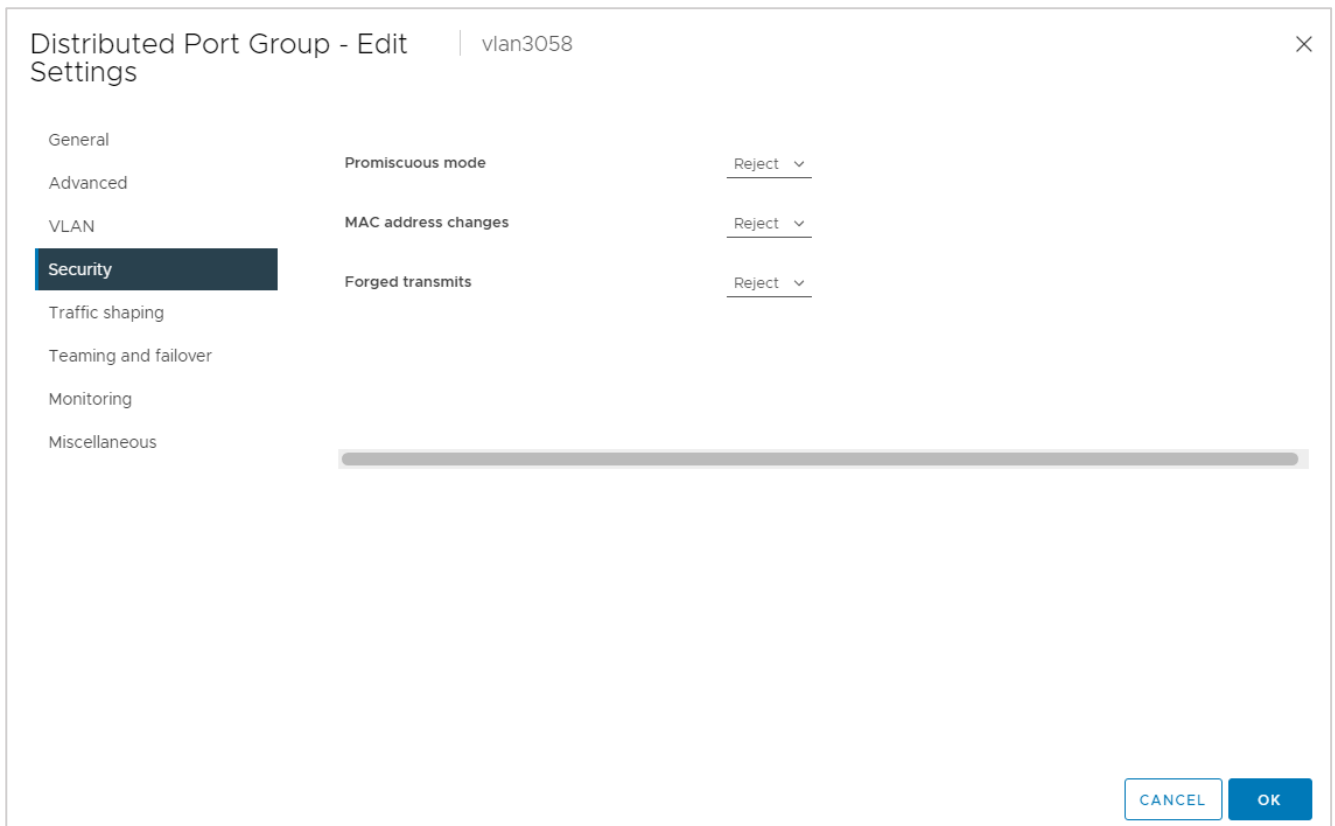 Distributed Port Group - Edit Settings
vlan3058
General
Advanced
VLAN
Security
Traffic shaping
Teaming and failover
Monitoring
Miscellaneous
Promiscuous mode Reject
MAC address changes Reject
Forged transmits Reject
CANCEL OK